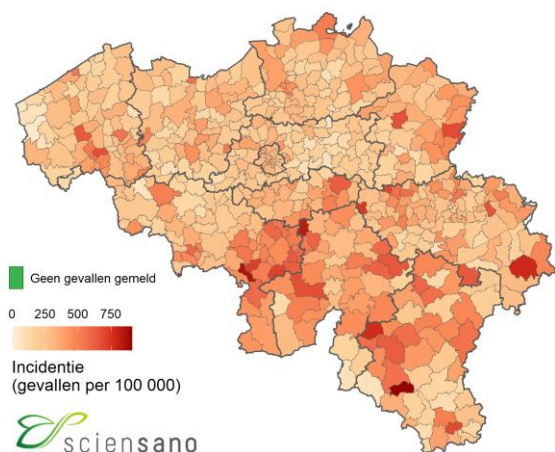 Geen gevallen gemeld
0 250 500 750
Incidentie
(gevallen per 100 000)
sciensano